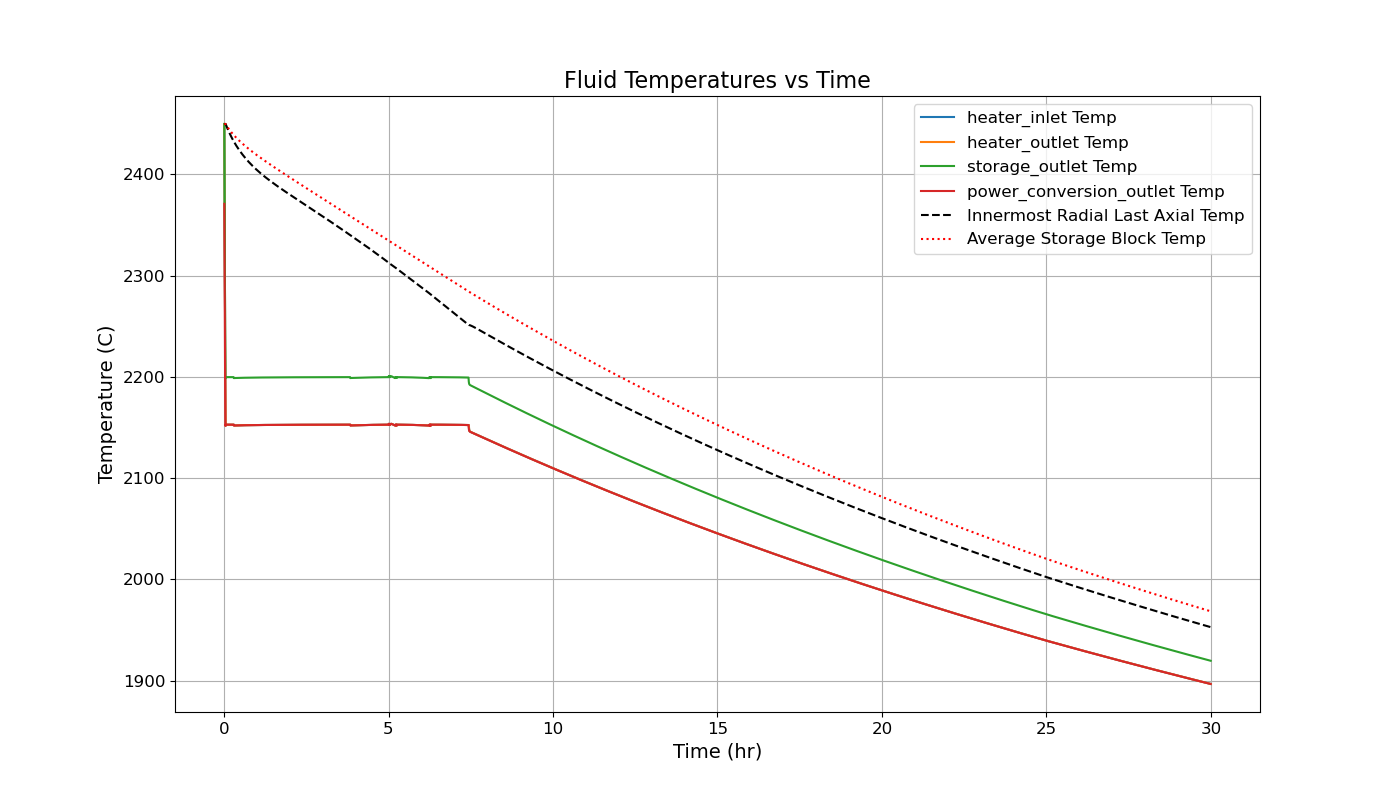 Fluid Temperatures vs Time
heater_inlet Temp
heater_outlet Temp
storage_outlet Temp
power_conversion_outlet Temp
Innermost Radial Last Axial Temp
Average Storage Block Temp
Temperature (C)
2400
2300
2200
2100
2000
1900
0
5
10
15
20
25
30
Time (hr)